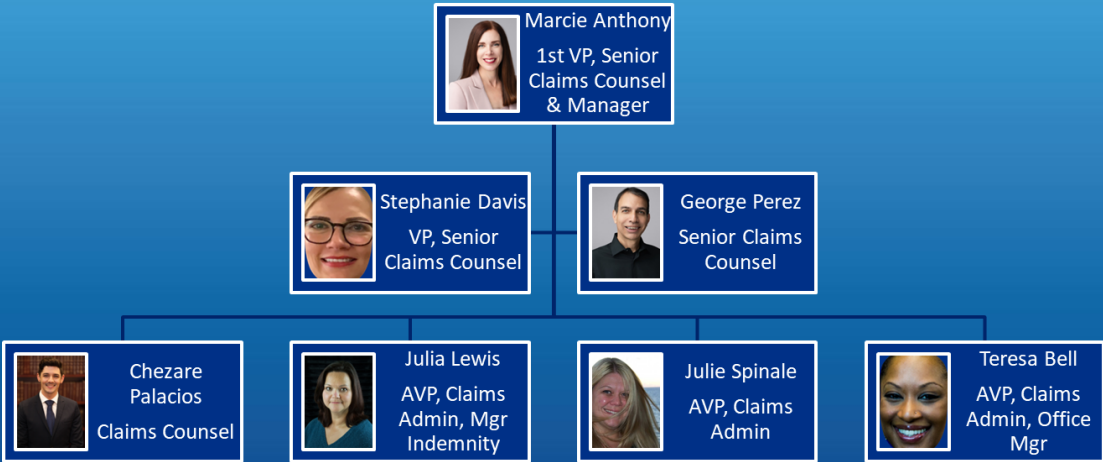 Marcie Anthony
1st VP, Senior
Claims Counsel
& Manager
Stephanie Davis
VP, Senior
Claims Counsel
George Perez
Senior Claims
Counsel
Chezare
Palacios
Claims Counsel
Julia Lewis
AVP, Claims
Admin, Mgr
Indemnity
Julie Spinale
AVP, Claims
Admin
Teresa Bell
AVP, Claims
Admin, Office
Mgr